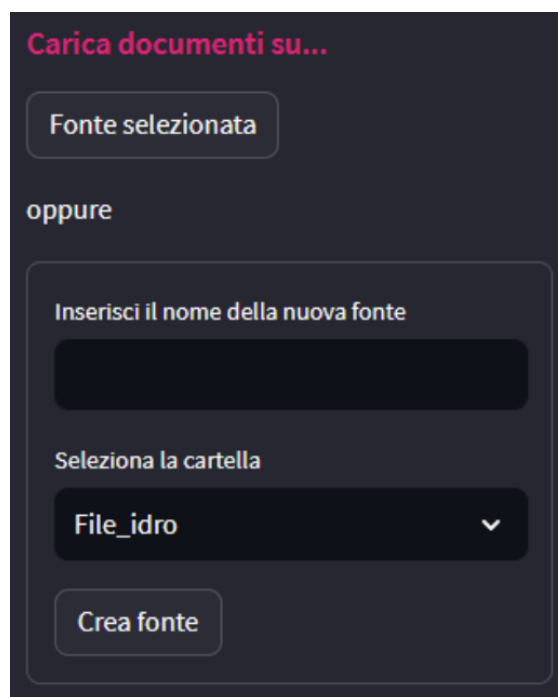 Carica documenti su...
Fonte selezionata
oppure
Inserisci il nome della nuova fonte
Seleziona la cartella
File_idro
Crea fonte